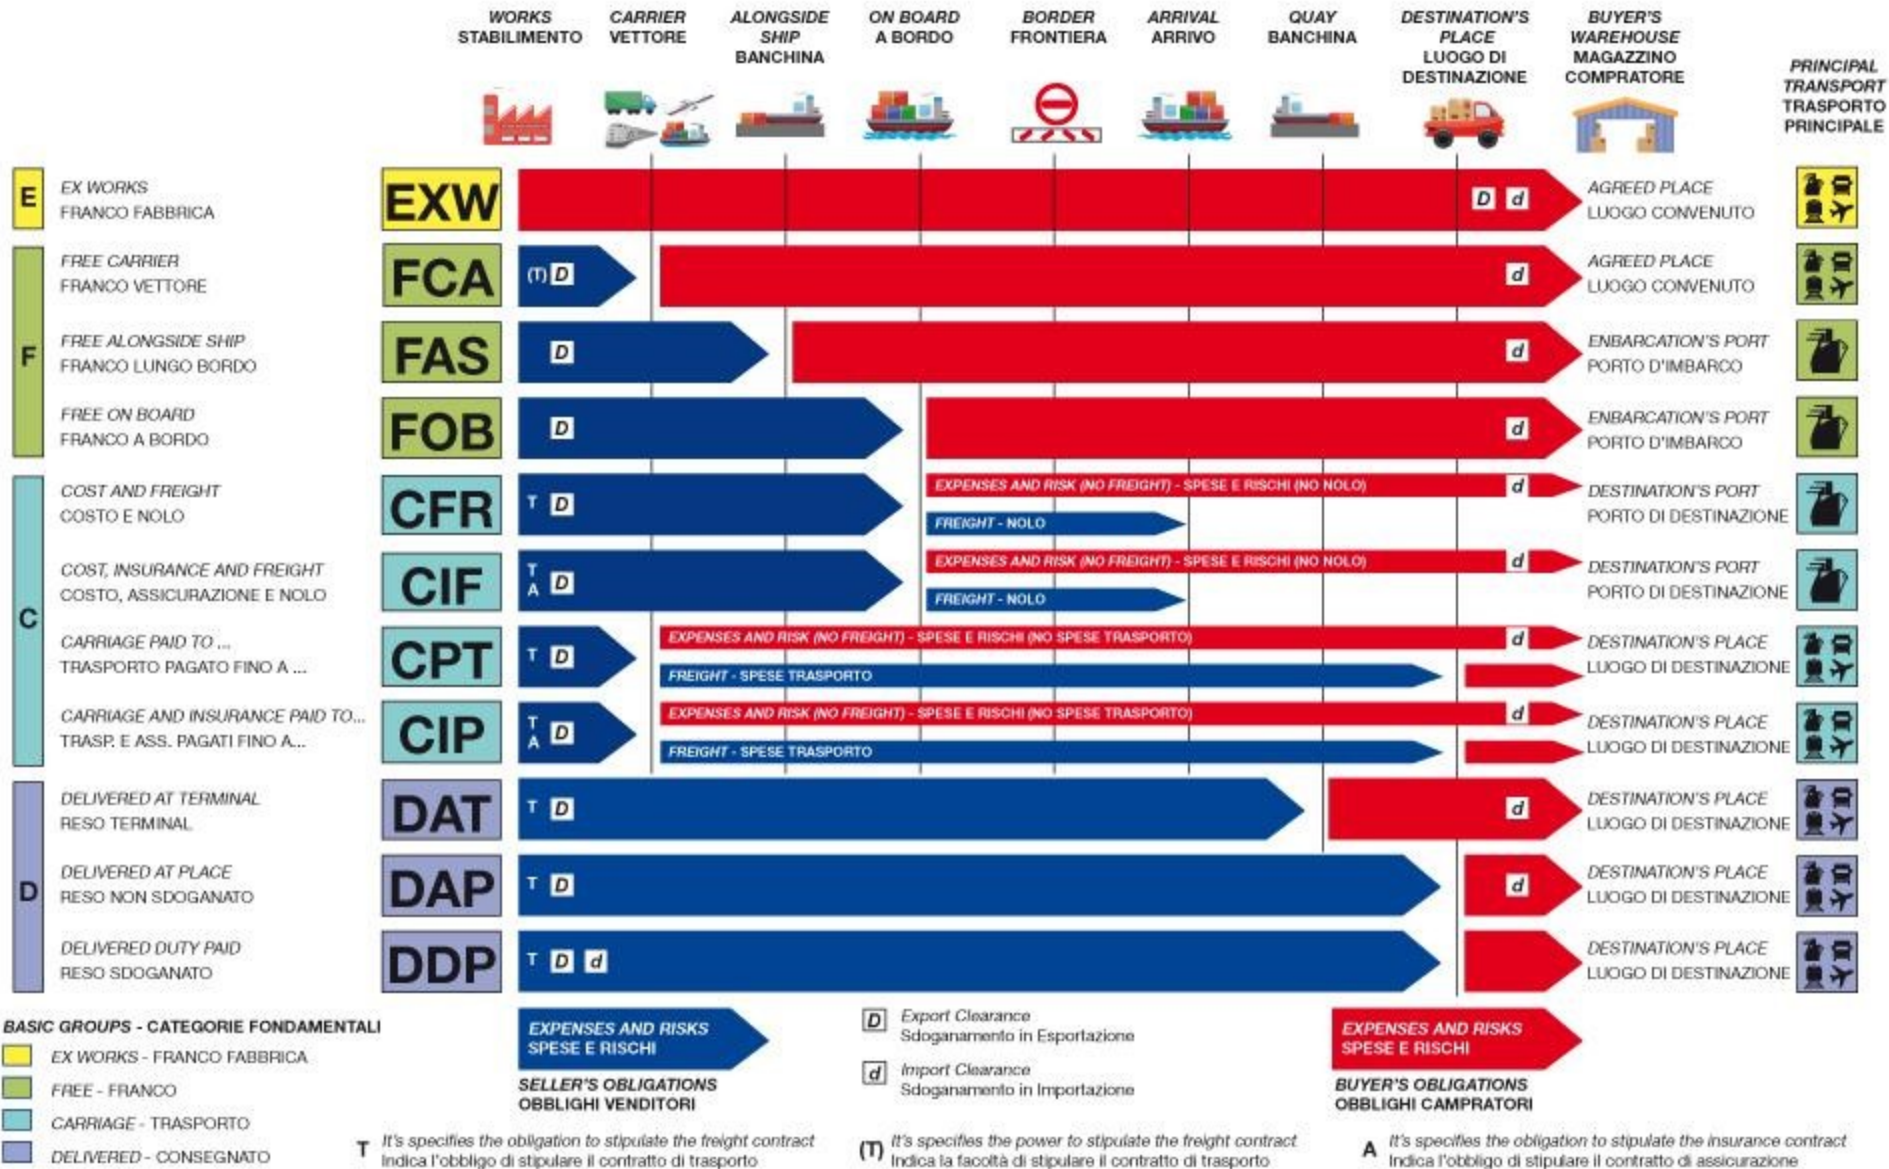 WORKS
STABILIMENTO
CARRIER
VETTORE
ALONGSIDE
SHIP
BANCHINA
ON BOARD
A BORDO
BORDER
FRONTIERA
ARRIVAL
ARRIVO
QUAY
BANCHINA
DESTINATION'S
PLACE
LUOGO DI
DESTINAZIONE
BUYER'S
WAREHOUSE
MAGAZZINO
COMPRATORE
PRINCIPAL
TRANSPORT
TRASPORTO
PRINCIPALE
E
EX WORKS
FRANCO FABBRICA
EXW
D d
AGREED PLACE
LUOGO CONVENUTO
F
FREE CARRIER
FRANCO VETTORE
FCA
(T) D
d
AGREED PLACE
LUOGO CONVENUTO
FREE ALONGSIDE SHIP
FRANCO LUNGO BORDO
FAS
D
d
ENBARCATION'S PORT
PORTO D'IMBARCO
FREE ON BOARD
FRANCO A BORDO
FOB
D
d
ENBARCATION'S PORT
PORTO D'IMBARCO
C
COST AND FREIGHT
COSTO E NOLO
CFR
T D
EXPENSES AND RISK (NO FREIGHT) - SPESE E RISCHI (NO NOLO)
d
FREIGHT - NOLO
DESTINATION'S PORT
PORTO DI DESTINAZIONE
COST, INSURANCE AND FREIGHT
COSTO, ASSICURAZIONE E NOLO
CIF
T
A D
EXPENSES AND RISK (NO FREIGHT) - SPESE E RISCHI (NO NOLO)
d
FREIGHT - NOLO
DESTINATION'S PORT
PORTO DI DESTINAZIONE
CARRIAGE PAID TO ...
TRASPORTO PAGATO FINO A ...
CPT
T D
EXPENSES AND RISK (NO FREIGHT) - SPESE E RISCHI (NO SPESE TRASPORTO)
d
FREIGHT - SPESE TRASPORTO
DESTINATION'S PLACE
LUOGO DI DESTINAZIONE
CARRIAGE AND INSURANCE PAID TO...
TRASP. E ASS. PAGATI FINO A...
CIP
T
A D
EXPENSES AND RISK (NO FREIGHT) - SPESE E RISCHI (NO SPESE TRASPORTO)
d
FREIGHT - SPESE TRASPORTO
DESTINATION'S PLACE
LUOGO DI DESTINAZIONE
D
DELIVERED AT TERMINAL
RESO TERMINAL
DAT
T D
d
DESTINATION'S PLACE
LUOGO DI DESTINAZIONE
DELIVERED AT PLACE
RESO NON SDOGANATO
DAP
T D
d
DESTINATION'S PLACE
LUOGO DI DESTINAZIONE
DELIVERED DUTY PAID
RESO SDOGANATO
DDP
T D d
DESTINATION'S PLACE
LUOGO DI DESTINAZIONE
BASIC GROUPS - CATEGORIE FONDAMENTALI
EX WORKS - FRANCO FABBRICA
FREE - FRANCO
CARRIAGE - TRASPORTO
DELIVERED - CONSEGNATO
EXPENSES AND RISKS
SPESE E RISCHI
SELLER'S OBLIGATIONS
OBBLIGHI VENDITORI
D Export Clearance
Sdoganamento in Esportazione
d Import Clearance
Sdoganamento in Importazione
EXPENSES AND RISKS
SPESE E RISCHI
BUYER'S OBLIGATIONS
OBBLIGHI CAMPRATORI
T It's specifies the obligation to stipulate the freight contract
Indica l'obbligo di stipulare il contratto di trasporto
(T) It's specifies the power to stipulate the freight contract
Indica la facoltà di stipulare il contratto di trasporto
A It's specifies the obligation to stipulate the insurance contract
Indica l'obbligo di stipulare il contratto di assicurazione